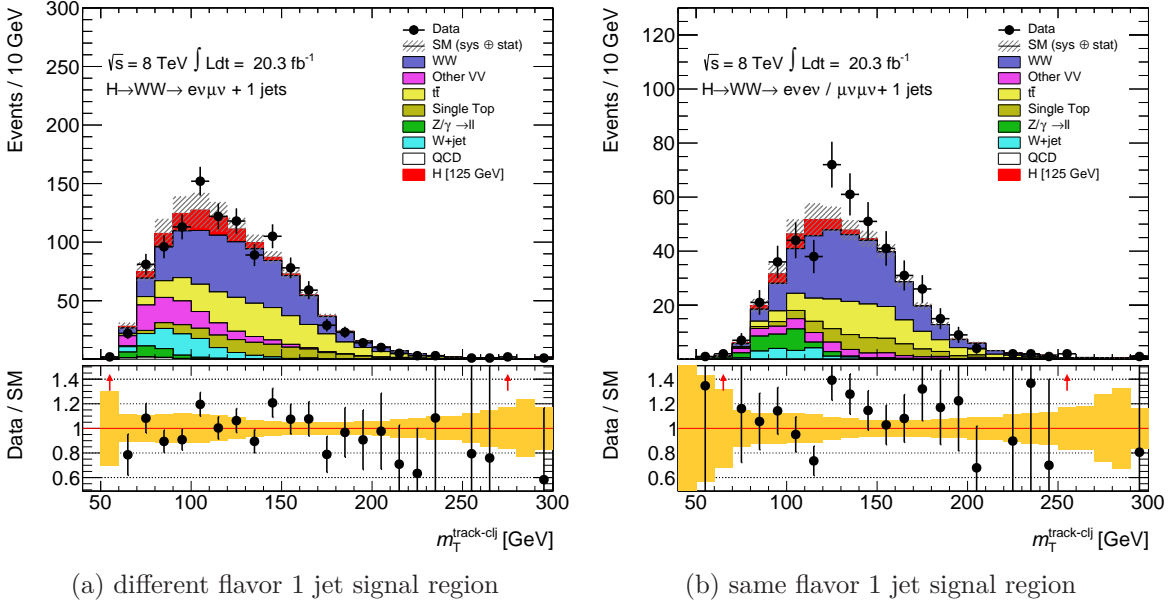 Events / 10 GeV
300
250
200
150
100
50
√s = 8 TeV ∫ Ldt = 20.3 fb⁻¹
H→WW→ eνμν + 1 jets
Data
SM (sys ⊕ stat)
WW
Other VV
tt̄
Single Top
Z/γ →ll
W+jet
QCD
H [125 GeV]
Data / SM
1.4
1.2
1
0.8
0.6
50 100 150 200 250 300
m_T^track-clj [GeV]
(a) different flavor 1 jet signal region
Events / 10 GeV
120
100
80
60
40
20
√s = 8 TeV ∫ Ldt = 20.3 fb⁻¹
H→WW→ eνeν / μνμν+ 1 jets
Data
SM (sys ⊕ stat)
WW
Other VV
tt̄
Single Top
Z/γ →ll
W+jet
QCD
H [125 GeV]
Data / SM
1.4
1.2
1
0.8
0.6
50 100 150 200 250 300
m_T^track-clj [GeV]
(b) same flavor 1 jet signal region